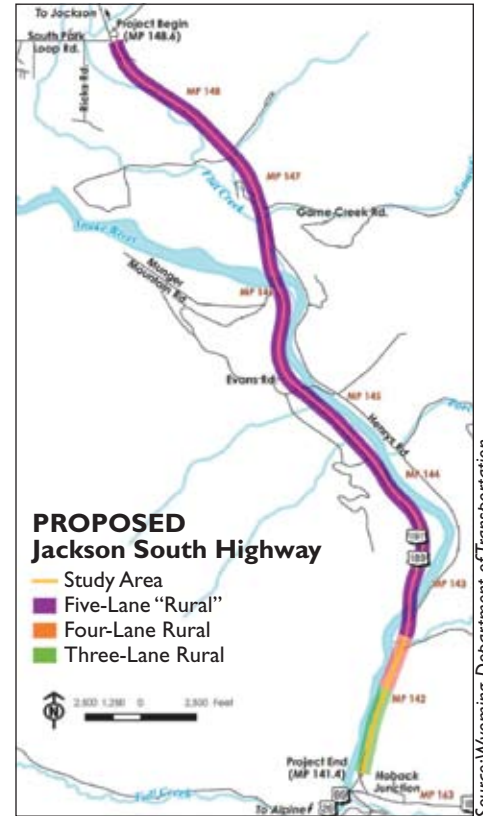 To Jackson
Project Begin
(MP 148.6)
South Park
Loop Rd.
Ricks Rd.
MP 148
MP 147
Flat Creek
Game Creek Rd.
Snake River
Munger
Mountain Rd.
Evans Rd.
MP 145
Henrys Rd.
MP 144
PROPOSED
Jackson South Highway
Study Area
Five-Lane “Rural”
Four-Lane Rural
Three-Lane Rural
N
2,500 1,250 0 2,500 Feet
191
189
MP 143
MP 142
Project End
(MP 141.4)
Hoback
Junction
MP 163
Fall Creek
To Alpine
Source: Wyoming Department of Transportation